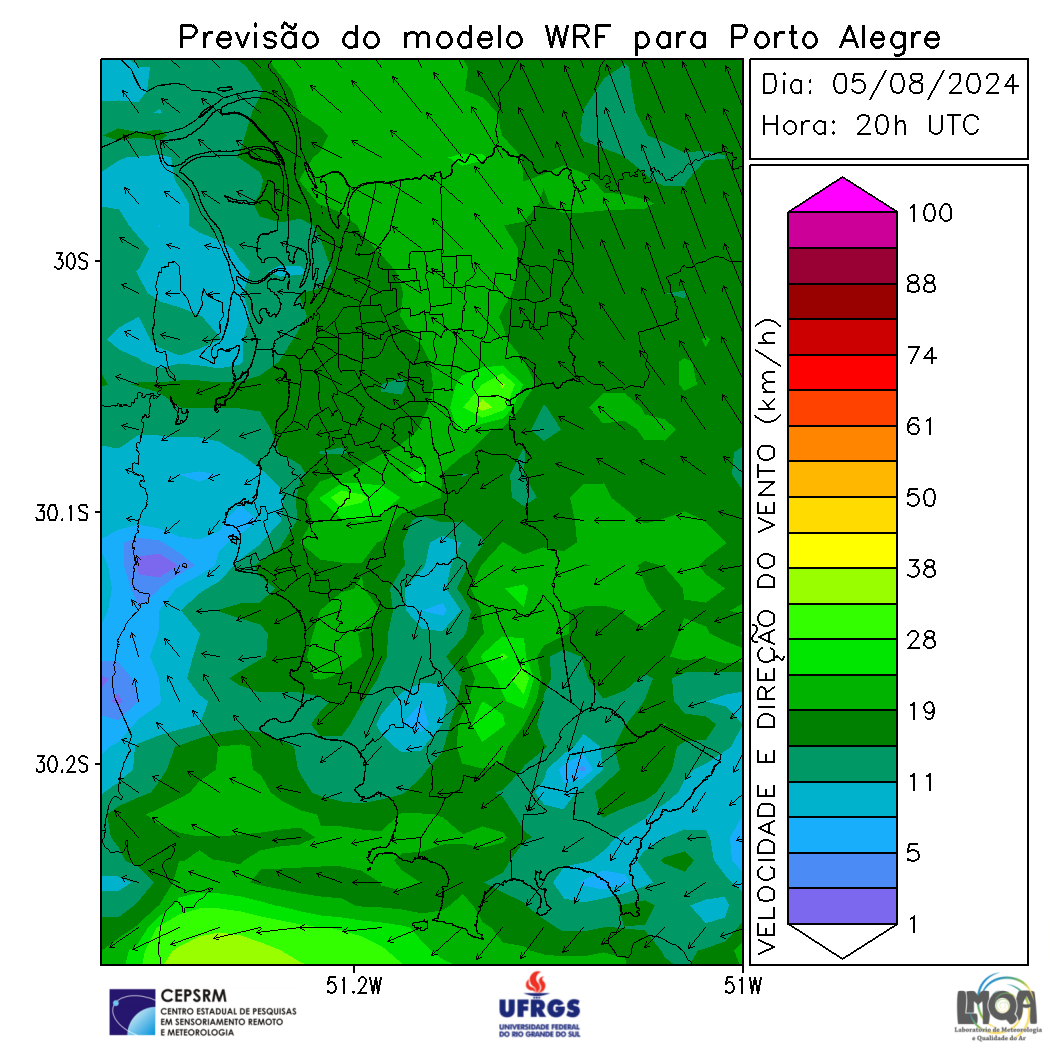 Previsão do modelo WRF para Porto Alegre
Dia: 05/08/2024
Hora: 20h UTC
30S
30.1S
30.2S
51.2W
51W
VELOCIDADE E DIREÇÃO DO VENTO (km/h)
100
88
74
61
50
38
28
19
11
5
1
CEPSRM
CENTRO ESTADUAL DE PESQUISAS
EM SENSORIAMENTO REMOTO
E METEOROLOGIA
UFRGS
UNIVERSIDADE FEDERAL
DO RIO GRANDE DO SUL
LMQA
Laboratório de Meteorologia
e Qualidade do Ar